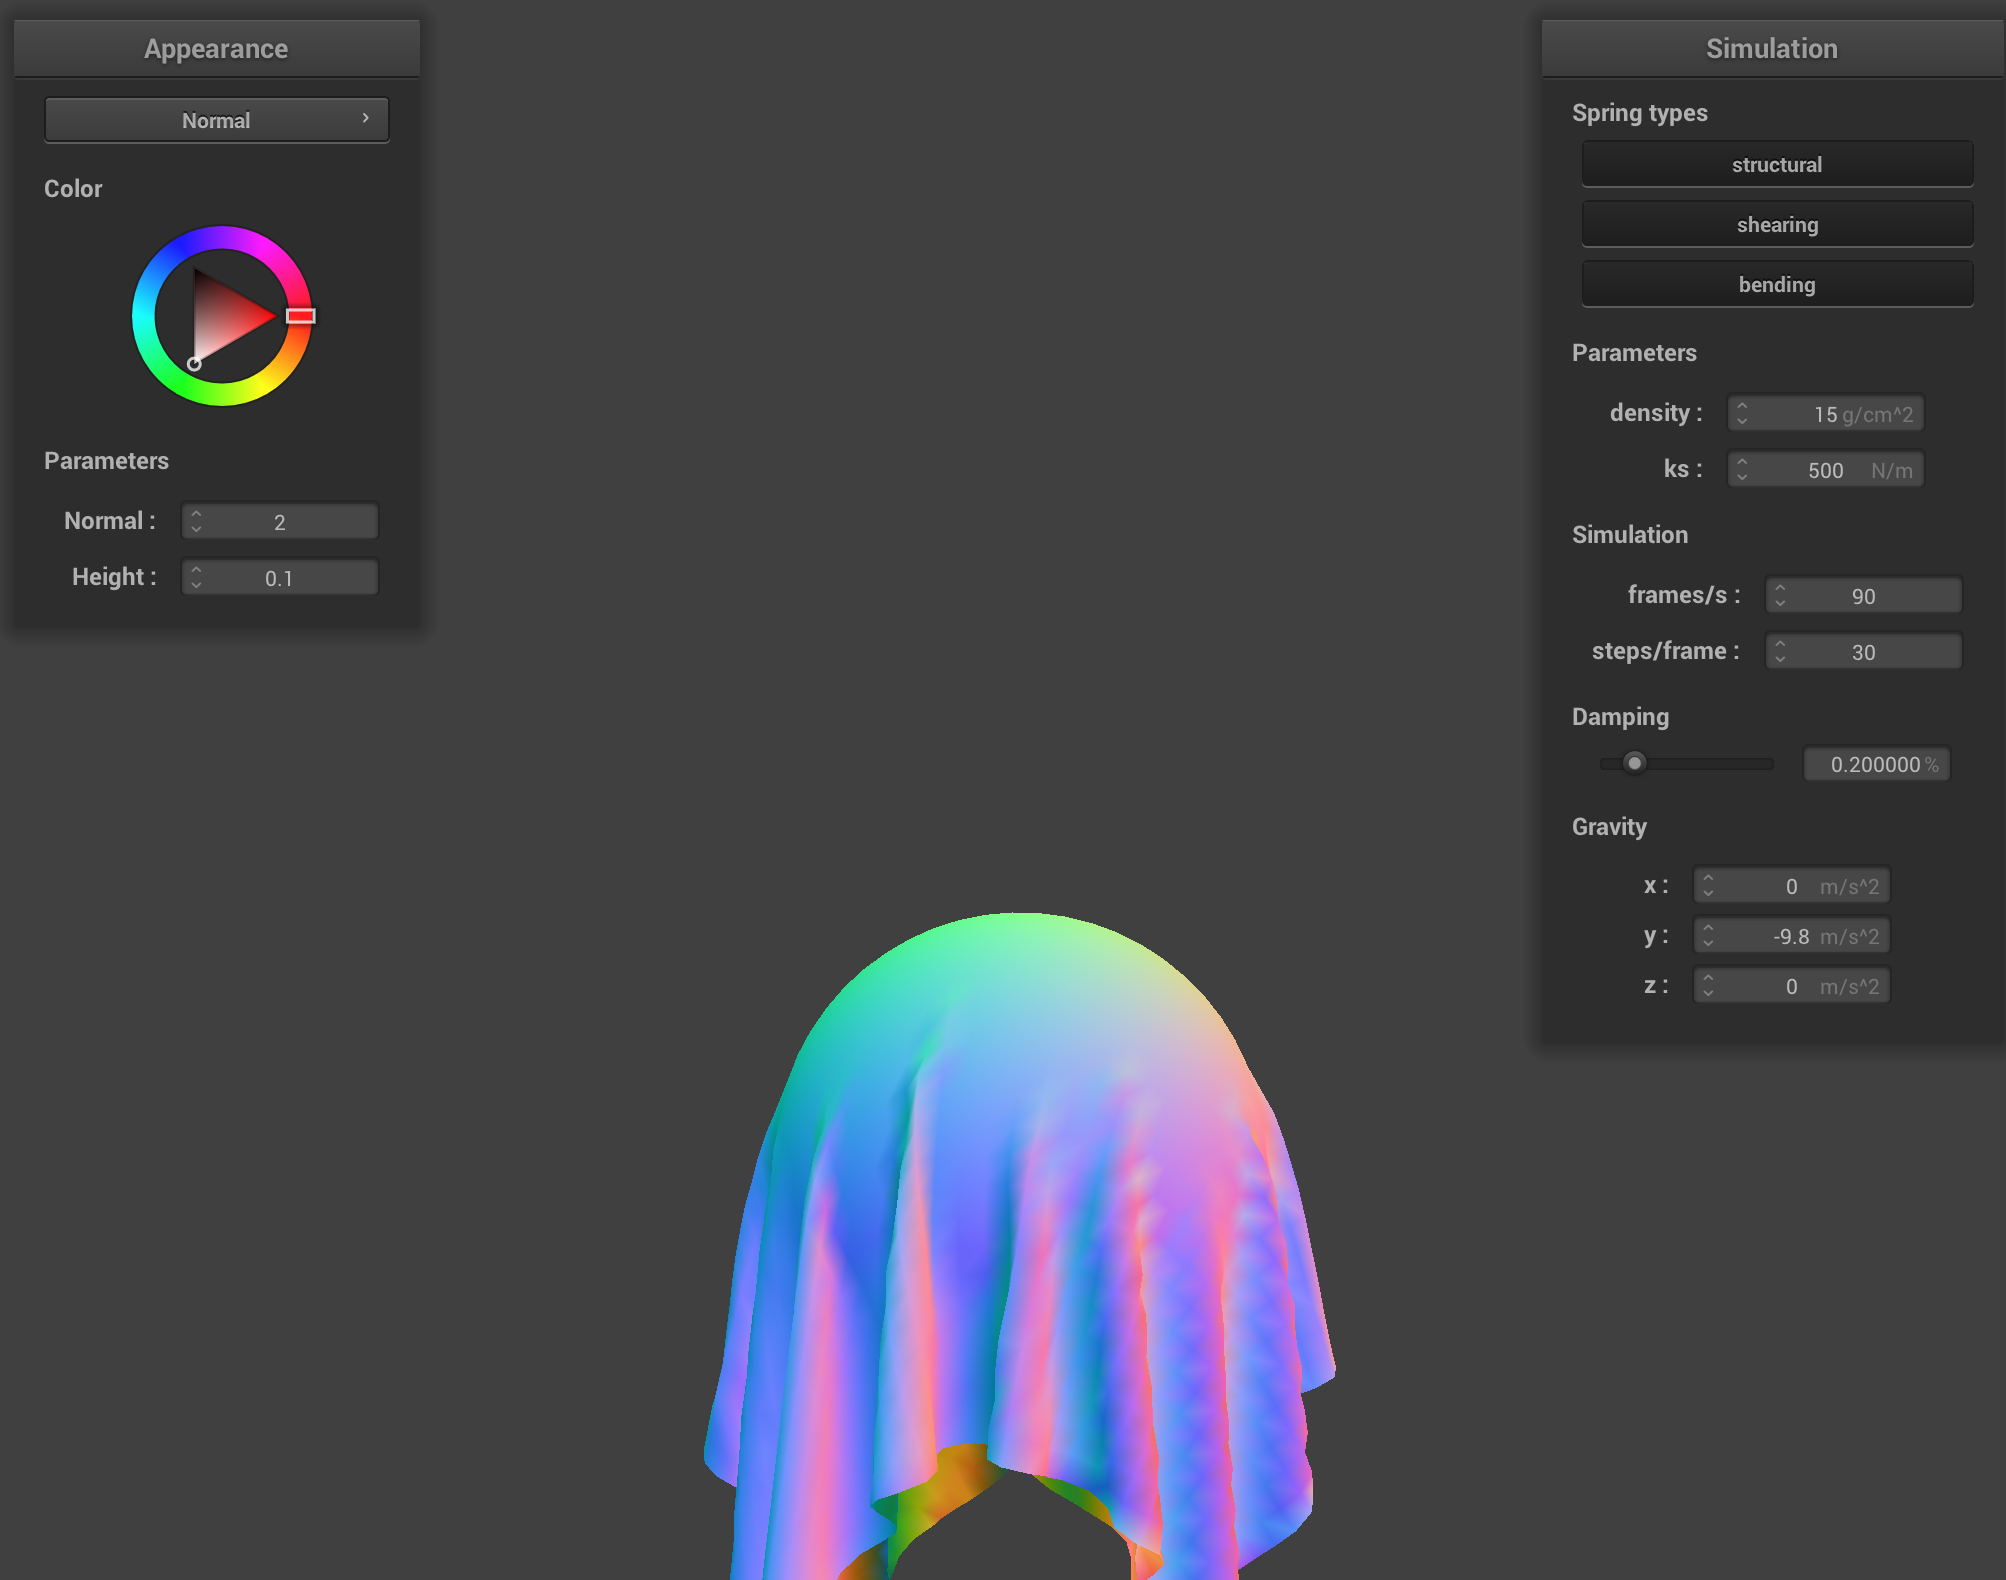 Appearance
Normal
Color
Parameters
Normal : 2
Height : 0.1
Simulation
Spring types
structural
shearing
bending
Parameters
density : 15 g/cm^2
ks : 500 N/m
Simulation
frames/s : 90
steps/frame : 30
Damping
0.200000 %
Gravity
x : 0 m/s^2
y : -9.8 m/s^2
z : 0 m/s^2